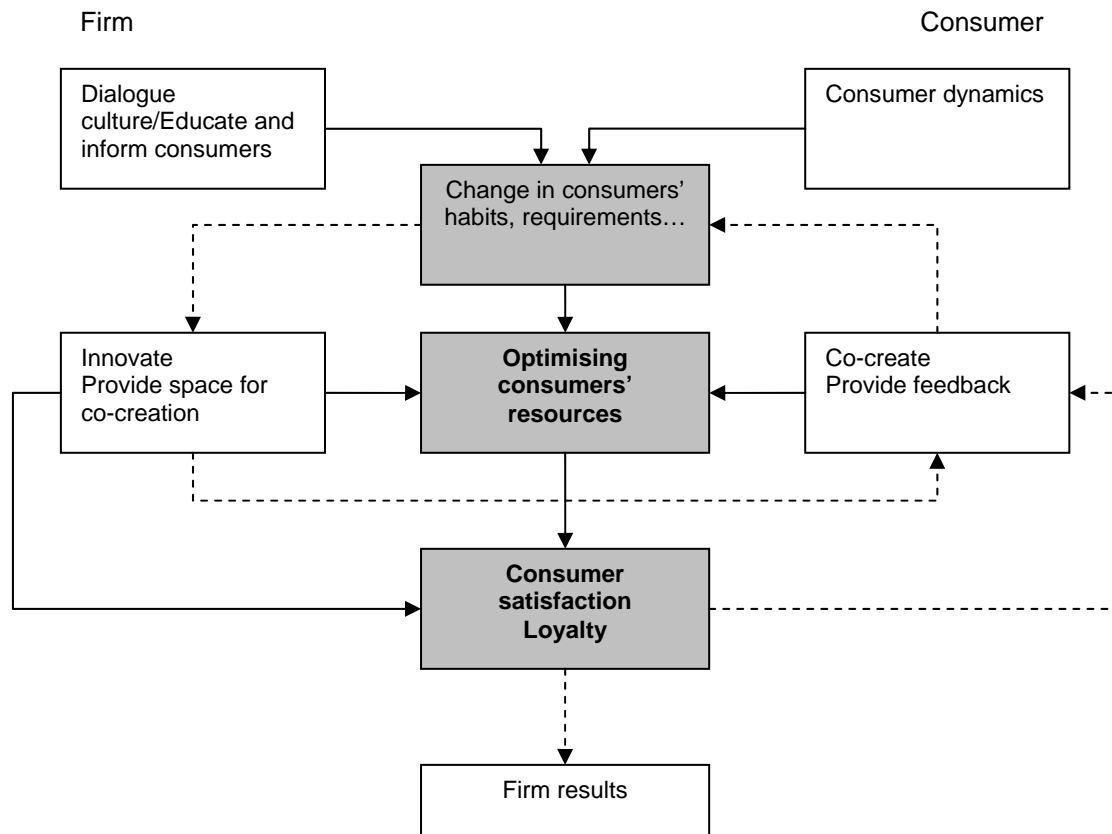 Firm
Consumer
Dialogue
culture/Educate and
inform consumers
Consumer dynamics
Change in consumers’
habits, requirements…
Innovate
Provide space for
co-creation
Optimising
consumers’
resources
Co-create
Provide feedback
Consumer
satisfaction
Loyalty
Firm results